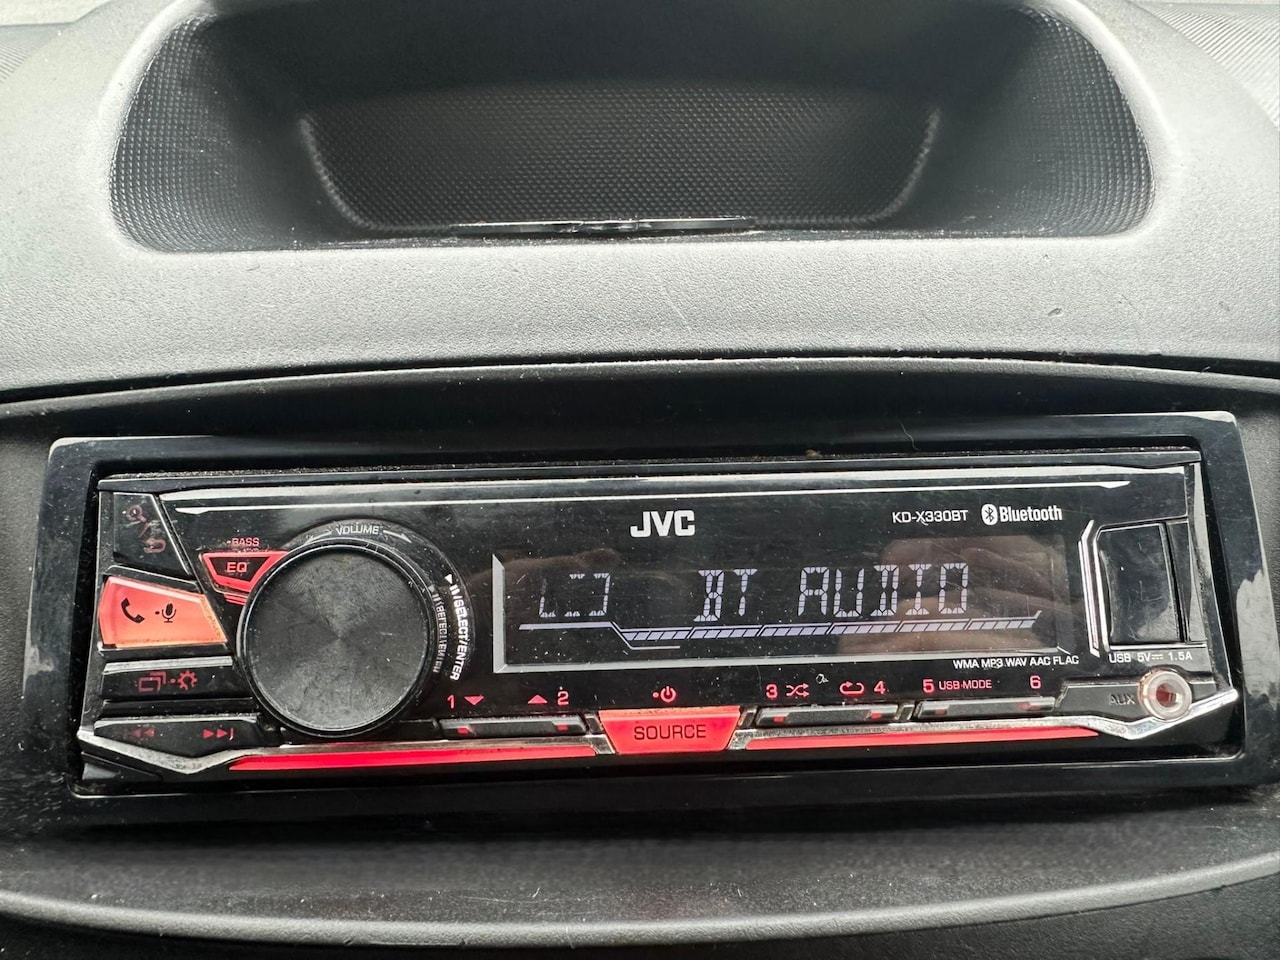 JVC
KD-X330BT Bluetooth
VOLUME
BASS
EQ
SELECT/ENTER
BT AUDIO
WMA MP3 WAV AAC FLAC
USB 5V 1.5A
AUX
1 2
3 4
5 USB·MODE 6
SOURCE